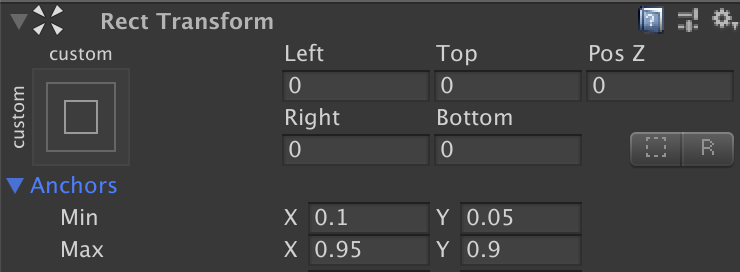 Rect Transform
custom
custom
Left Top Pos Z
0 0 0
Right Bottom
0 0
R
Anchors
Min X 0.1 Y 0.05
Max X 0.95 Y 0.9